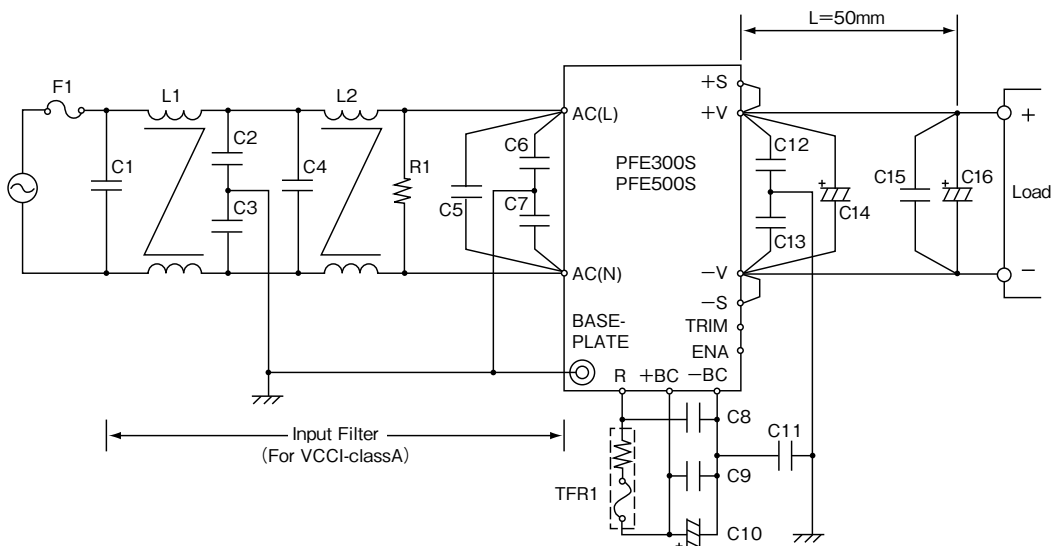 L=50mm
F1
L1
L2
C1
C2
C3
C4
R1
C5
C6
C7
AC(L)
AC(N)
PFE300S
PFE500S
BASE-
PLATE
+S
+V
−V
−S
TRIM
ENA
R
+BC
−BC
C12
C13
C14
C15
C16
+
+
+
−
Load
Input Filter
(For VCCI-classA)
TFR1
C8
C9
C10
+
C11